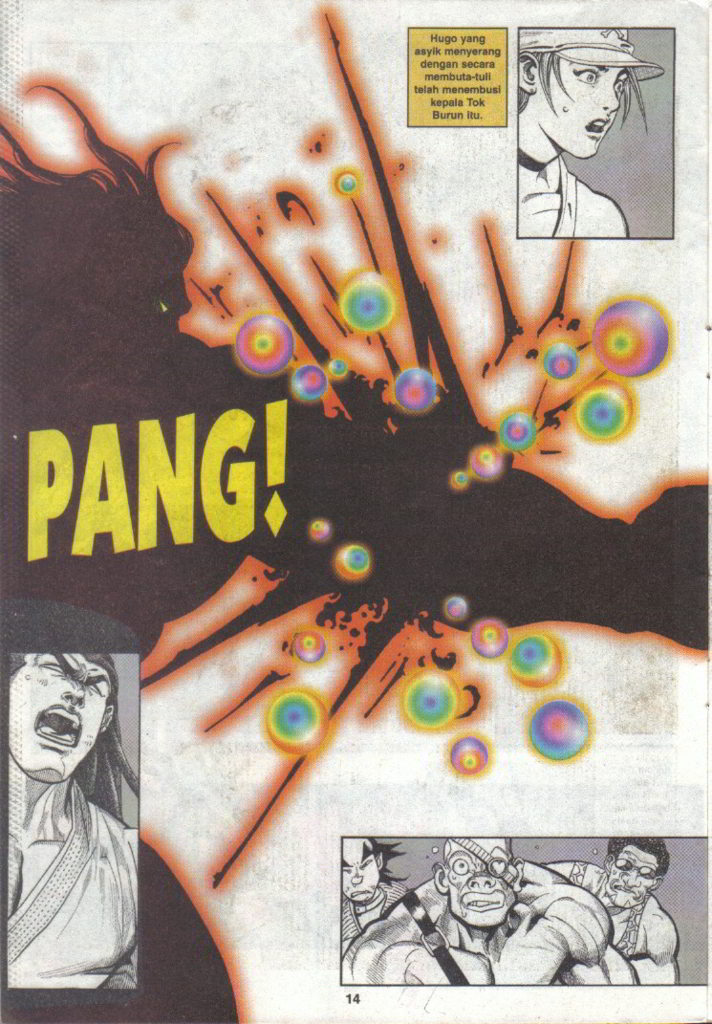 Hugo yang
asyik menyerang
dengan secara
membuta-tuli
telah menembusi
kepala Tok
Burun itu.
PANG!
14